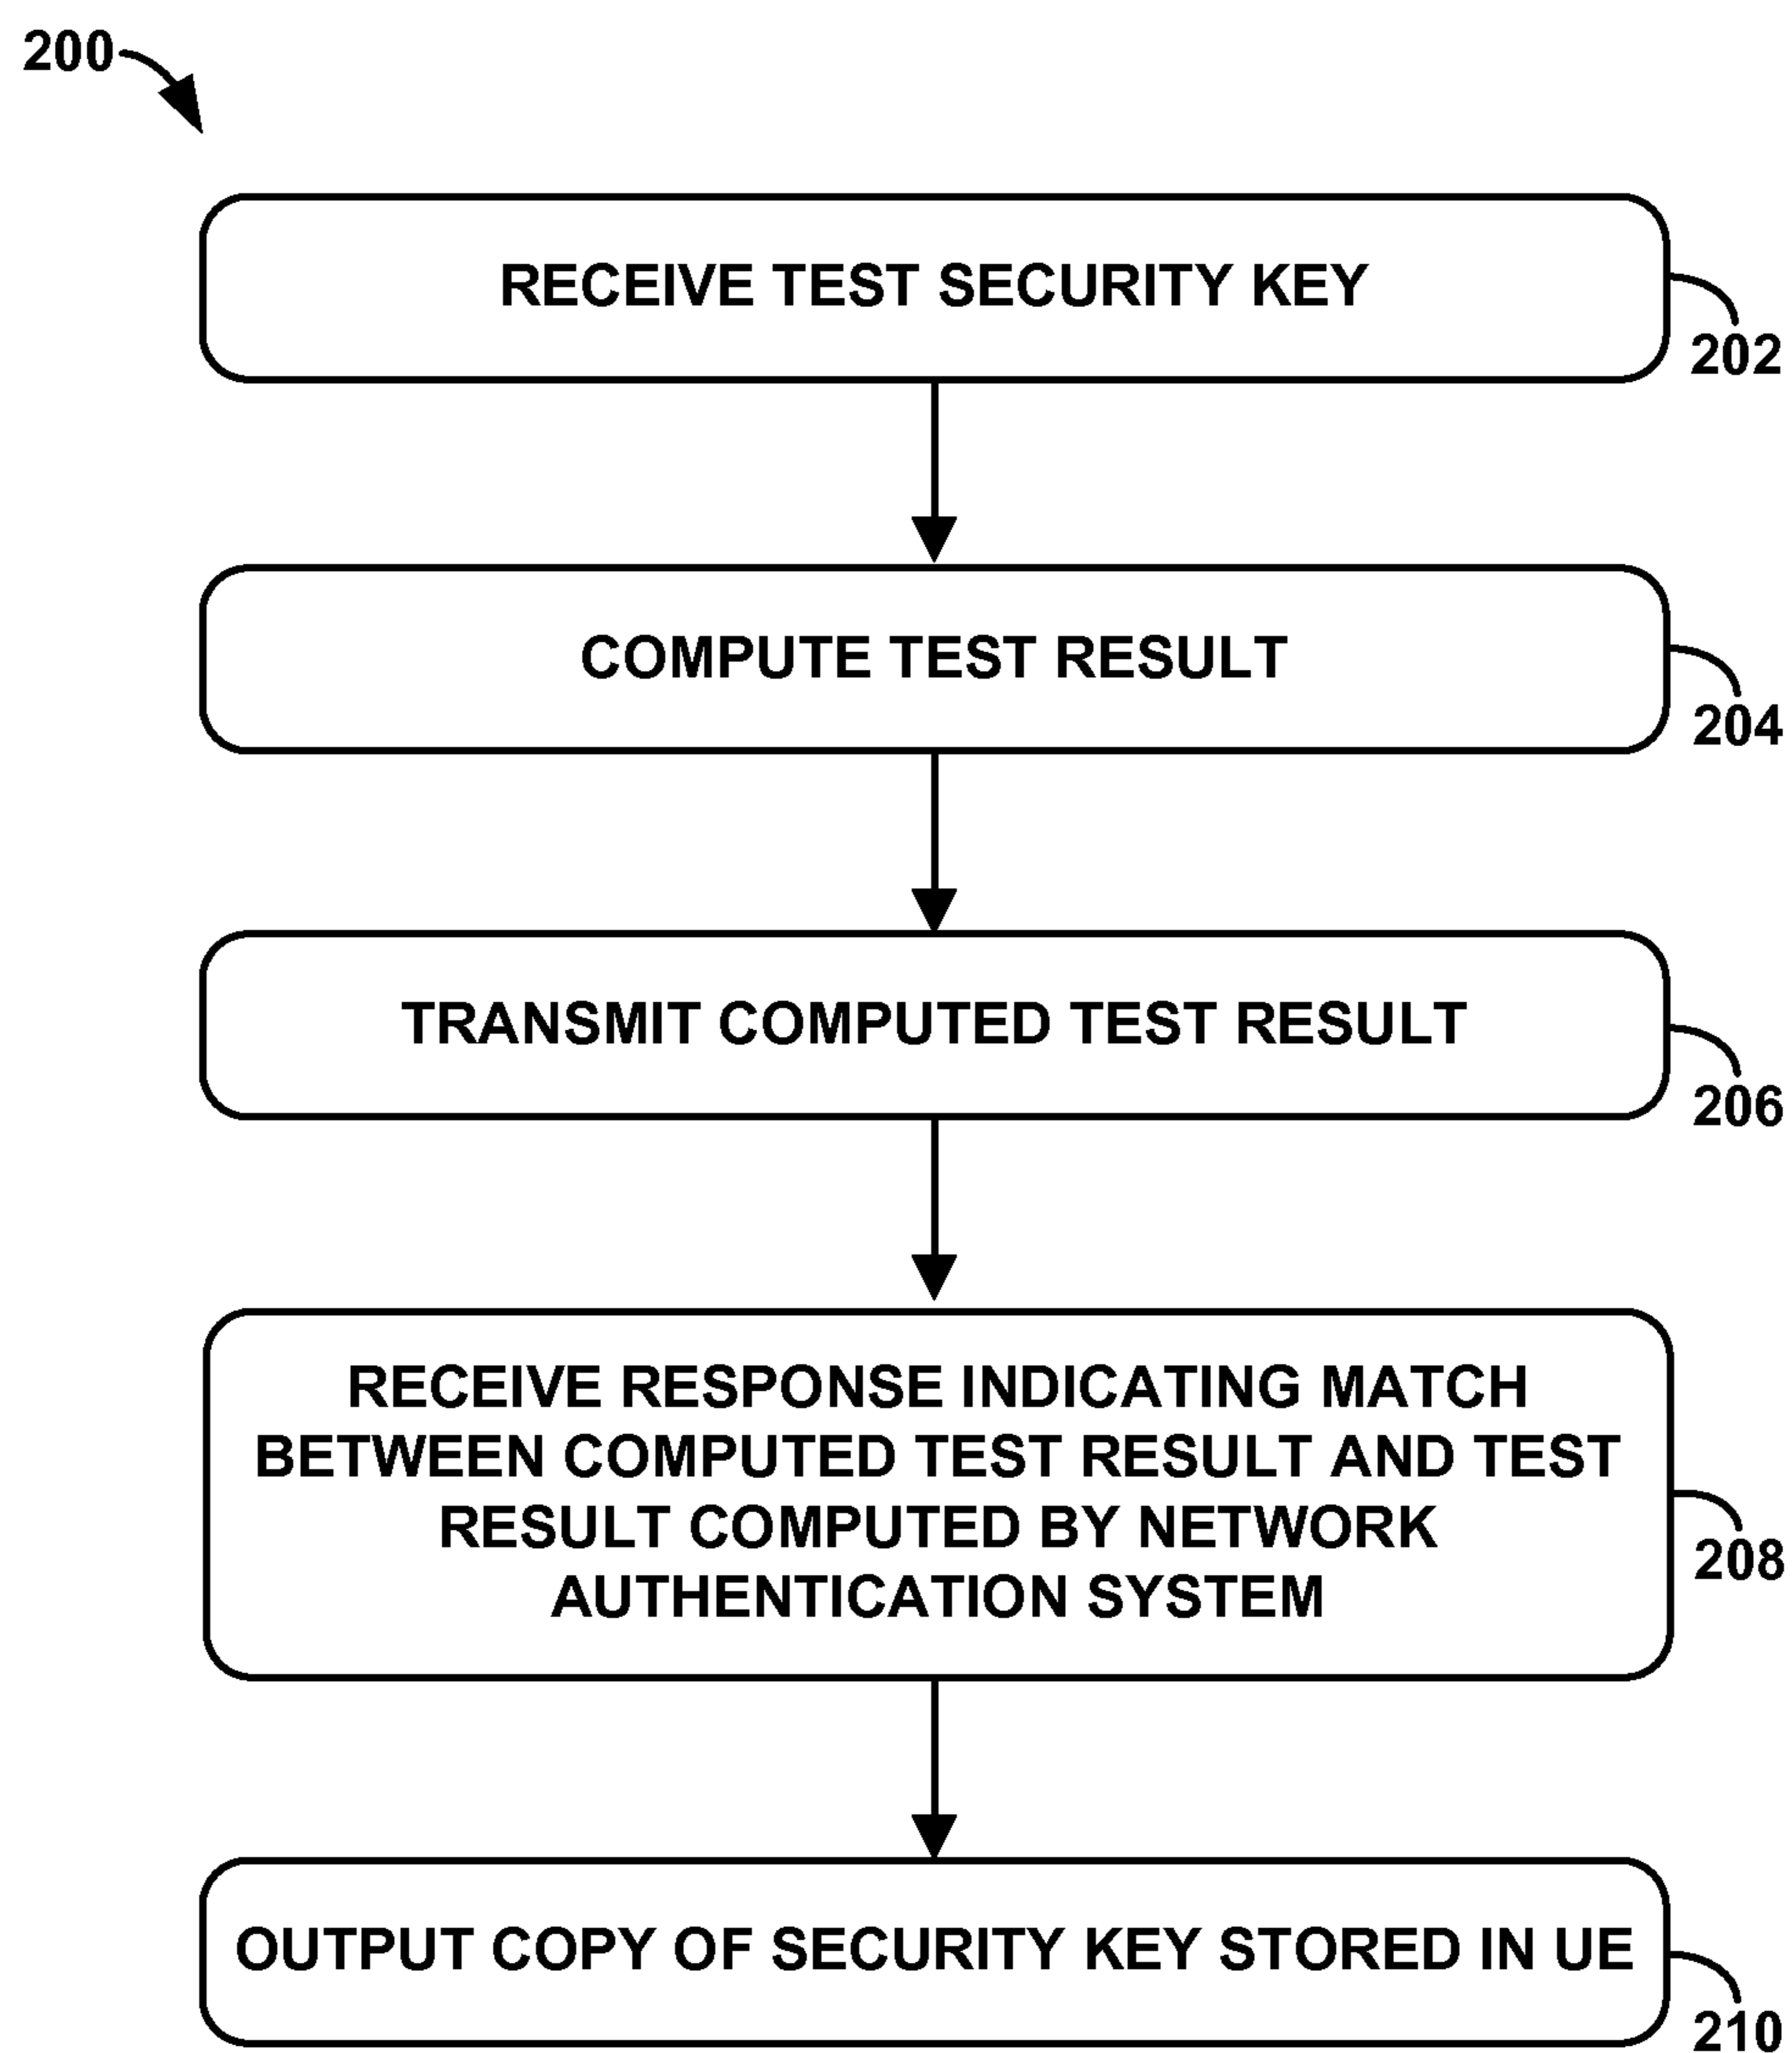 200
RECEIVE TEST SECURITY KEY
202
COMPUTE TEST RESULT
204
TRANSMIT COMPUTED TEST RESULT
206
RECEIVE RESPONSE INDICATING MATCH
BETWEEN COMPUTED TEST RESULT AND TEST
RESULT COMPUTED BY NETWORK
AUTHENTICATION SYSTEM
208
OUTPUT COPY OF SECURITY KEY STORED IN UE
210